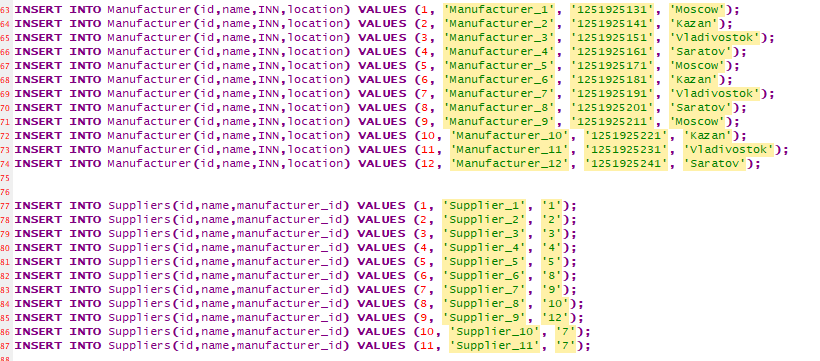 63 INSERT INTO Manufacturer(id,name,INN,location) VALUES (1, 'Manufacturer_1', '1251925131', 'Moscow');
64 INSERT INTO Manufacturer(id,name,INN,location) VALUES (2, 'Manufacturer_2', '1251925141', 'Kazan');
65 INSERT INTO Manufacturer(id,name,INN,location) VALUES (3, 'Manufacturer_3', '1251925151', 'Vladivostok');
66 INSERT INTO Manufacturer(id,name,INN,location) VALUES (4, 'Manufacturer_4', '1251925161', 'Saratov');
67 INSERT INTO Manufacturer(id,name,INN,location) VALUES (5, 'Manufacturer_5', '1251925171', 'Moscow');
68 INSERT INTO Manufacturer(id,name,INN,location) VALUES (6, 'Manufacturer_6', '1251925181', 'Kazan');
69 INSERT INTO Manufacturer(id,name,INN,location) VALUES (7, 'Manufacturer_7', '1251925191', 'Vladivostok');
70 INSERT INTO Manufacturer(id,name,INN,location) VALUES (8, 'Manufacturer_8', '1251925201', 'Saratov');
71 INSERT INTO Manufacturer(id,name,INN,location) VALUES (9, 'Manufacturer_9', '1251925211', 'Moscow');
72 INSERT INTO Manufacturer(id,name,INN,location) VALUES (10, 'Manufacturer_10', '1251925221', 'Kazan');
73 INSERT INTO Manufacturer(id,name,INN,location) VALUES (11, 'Manufacturer_11', '1251925231', 'Vladivostok');
74 INSERT INTO Manufacturer(id,name,INN,location) VALUES (12, 'Manufacturer_12', '1251925241', 'Saratov');
75
76
77 INSERT INTO Suppliers(id,name,manufacturer_id) VALUES (1, 'Supplier_1', '1');
78 INSERT INTO Suppliers(id,name,manufacturer_id) VALUES (2, 'Supplier_2', '2');
79 INSERT INTO Suppliers(id,name,manufacturer_id) VALUES (3, 'Supplier_3', '3');
80 INSERT INTO Suppliers(id,name,manufacturer_id) VALUES (4, 'Supplier_4', '4');
81 INSERT INTO Suppliers(id,name,manufacturer_id) VALUES (5, 'Supplier_5', '5');
82 INSERT INTO Suppliers(id,name,manufacturer_id) VALUES (6, 'Supplier_6', '8');
83 INSERT INTO Suppliers(id,name,manufacturer_id) VALUES (7, 'Supplier_7', '9');
84 INSERT INTO Suppliers(id,name,manufacturer_id) VALUES (8, 'Supplier_8', '10');
85 INSERT INTO Suppliers(id,name,manufacturer_id) VALUES (9, 'Supplier_9', '12');
86 INSERT INTO Suppliers(id,name,manufacturer_id) VALUES (10, 'Supplier_10', '7');
87 INSERT INTO Suppliers(id,name,manufacturer_id) VALUES (11, 'Supplier_11', '7');
88